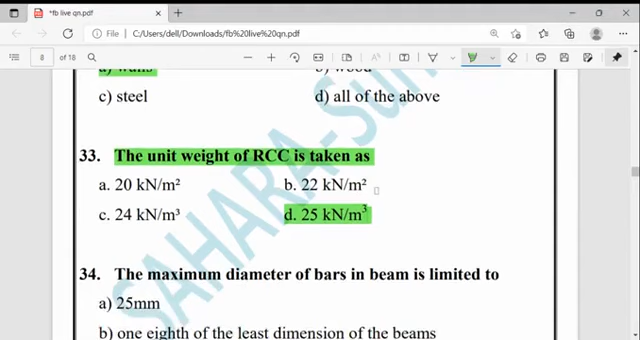 *fb live qn.pdf
File | C:/Users/dell/Downloads/fb%20live%20qn.pdf
8 of 18
a) walls b) wood
c) steel d) all of the above
33. The unit weight of RCC is taken as
a. 20 kN/m² b. 22 kN/m²
c. 24 kN/m³ d. 25 kN/m³
34. The maximum diameter of bars in beam is limited to
a) 25mm
b) one eighth of the least dimension of the beams
SAHARA-Sum